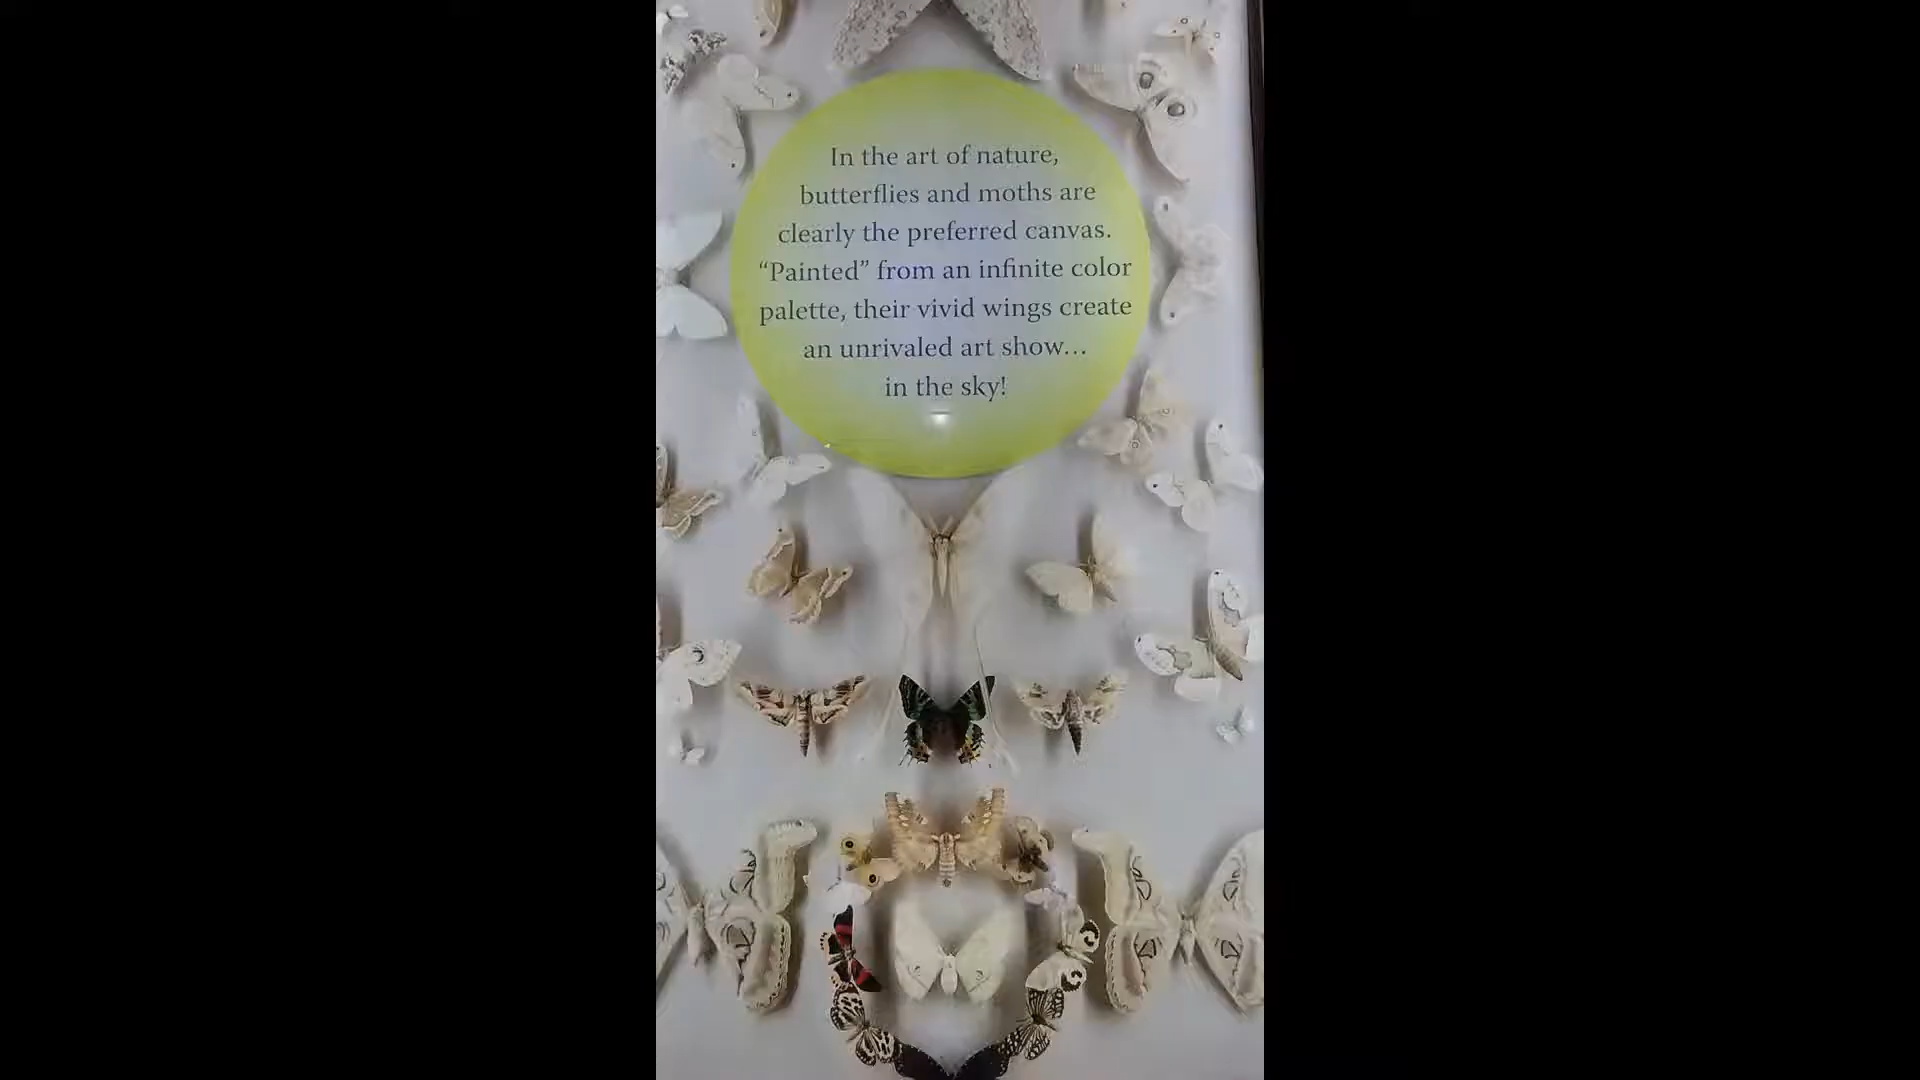 In the art of nature,
butterflies and moths are
clearly the preferred canvas.
“Painted” from an infinite color
palette, their vivid wings create
an unrivaled art show...
in the sky!